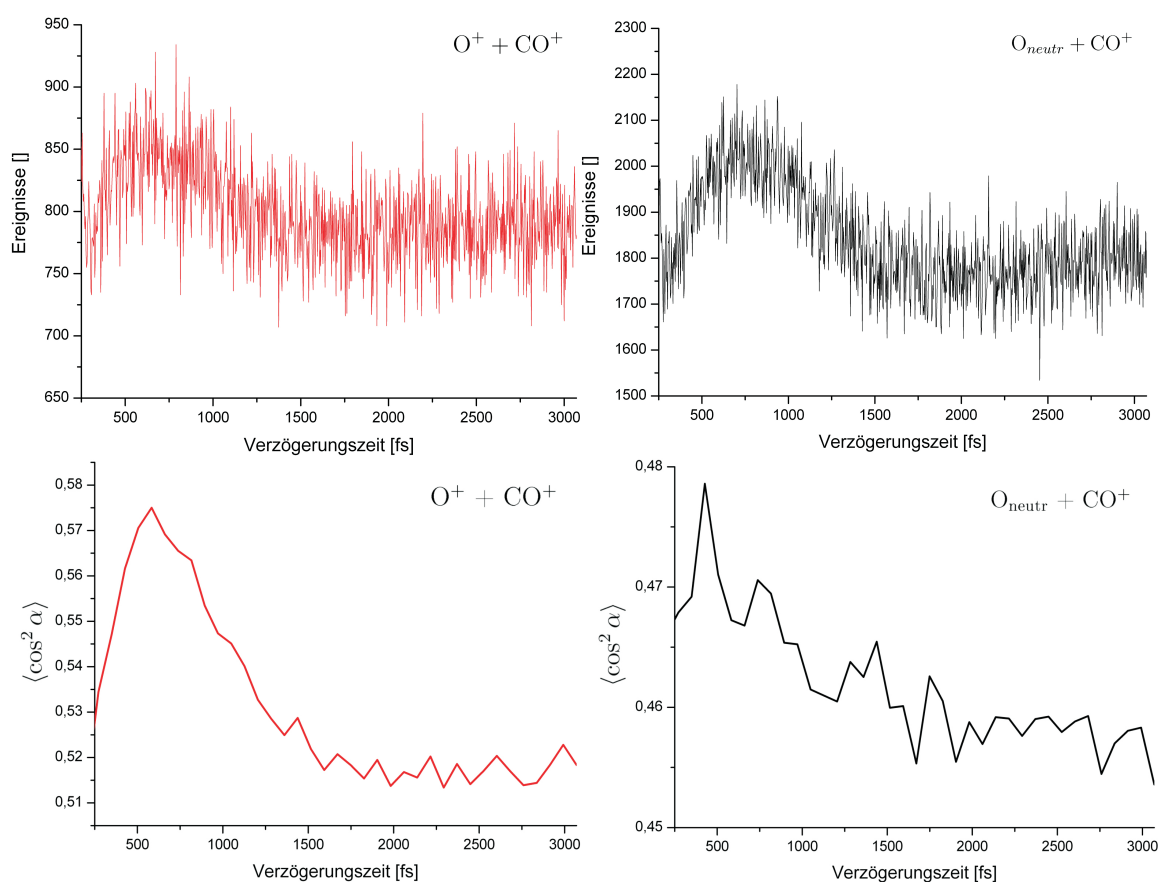 O⁺ + CO⁺
950
900
850
800
750
700
650
Ereignisse []
500 1000 1500 2000 2500 3000
Verzögerungszeit [fs]
Oneutr + CO⁺
2300
2200
2100
2000
1900
1800
1700
1600
1500
Ereignisse []
500 1000 1500 2000 2500 3000
Verzögerungszeit [fs]
O⁺ + CO⁺
0,58
0,57
0,56
0,55
0,54
0,53
0,52
0,51
⟨cos² α⟩
500 1000 1500 2000 2500 3000
Verzögerungszeit [fs]
Oneutr + CO⁺
0,48
0,47
0,46
0,45
⟨cos² α⟩
500 1000 1500 2000 2500 3000
Verzögerungszeit [fs]